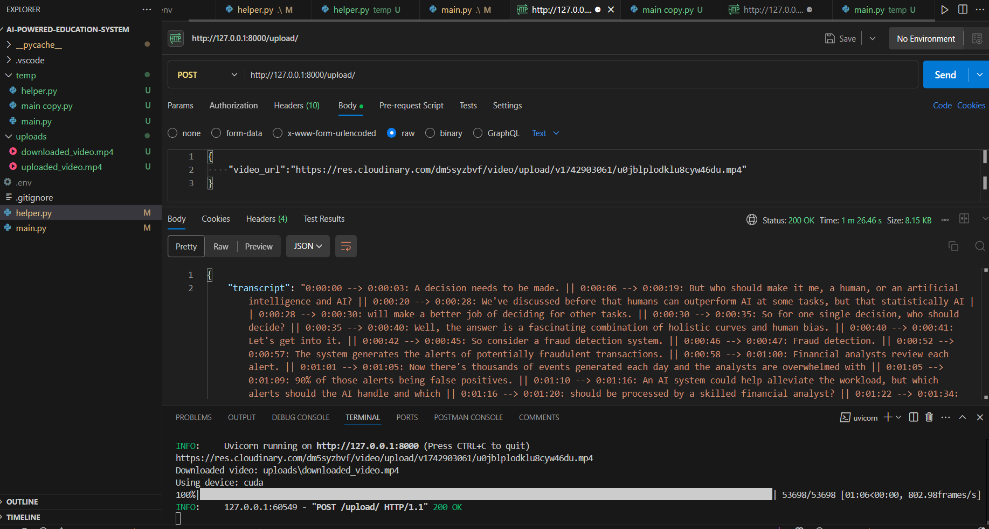 EXPLORER
AI-POWERED-EDUCATION-SYSTEM
__pycache__
.vscode
temp
helper.py U
main copy.py U
main.py U
uploads
downloaded_video.mp4 U
uploaded_video.mp4 U
.env
.gitignore
helper.py M
main.py M
OUTLINE
TIMELINE
helper.py .\ M
helper.py temp U
main.py .\ M
http://127.0.0....
main copy.py U
http://127.0.0....
main.py temp U
HTTP http://127.0.0.1:8000/upload/
Save
No Environment
POST
http://127.0.0.1:8000/upload/
Send
Params Authorization Headers (10) Body Pre-request Script Tests Settings
Code Cookies
none form-data x-www-form-urlencoded raw binary GraphQL Text
1 {
2 "video_url":"https://res.cloudinary.com/dm5syzbvf/video/upload/v1742903061/u0jblplodklu8cyw46du.mp4"
3 }
Body Cookies Headers (4) Test Results
Status: 200 OK Time: 1 m 26.46 s Size: 8.15 KB
Pretty Raw Preview JSON
1 {
2 "transcript": "0:00:00 --> 0:00:03: A decision needs to be made. || 0:00:06 --> 0:00:19: But who should make it me, a human, or an artificial
intelligence and AI? || 0:00:20 --> 0:00:28: We've discussed before that humans can outperform AI at some tasks, but that statistically AI |
| 0:00:28 --> 0:00:30: will make a better job of deciding for other tasks. || 0:00:30 --> 0:00:35: So for one single decision, who should
decide? || 0:00:35 --> 0:00:40: Well, the answer is a fascinating combination of holistic curves and human bias. || 0:00:40 --> 0:00:41:
Let's get into it. || 0:00:42 --> 0:00:45: So consider a fraud detection system. || 0:00:46 --> 0:00:47: Fraud detection. || 0:00:52 -->
0:00:57: The system generates the alerts of potentially fraudulent transactions. || 0:00:58 --> 0:01:00: Financial analysts review each
alert. || 0:01:01 --> 0:01:05: Now there's thousands of events generated each day and the analysts are overwhelmed with || 0:01:05 -->
0:01:09: 90% of those alerts being false positives. || 0:01:10 --> 0:01:16: An AI system could help alleviate the workload, but which
alerts should the AI handle and which || 0:01:16 --> 0:01:20: should be processed by a skilled financial analyst? || 0:01:22 --> 0:01:34:
PROBLEMS OUTPUT DEBUG CONSOLE TERMINAL PORTS POSTMAN CONSOLE COMMENTS
uvicorn
INFO: Uvicorn running on http://127.0.0.1:8000 (Press CTRL+C to quit)
https://res.cloudinary.com/dm5syzbvf/video/upload/v1742903061/u0jblplodklu8cyw46du.mp4
Downloaded video: uploads\downloaded_video.mp4
Using device: cuda
100%| | 53698/53698 [01:06<00:00, 802.98frames/s]
INFO: 127.0.0.1:60549 - "POST /upload/ HTTP/1.1" 200 OK